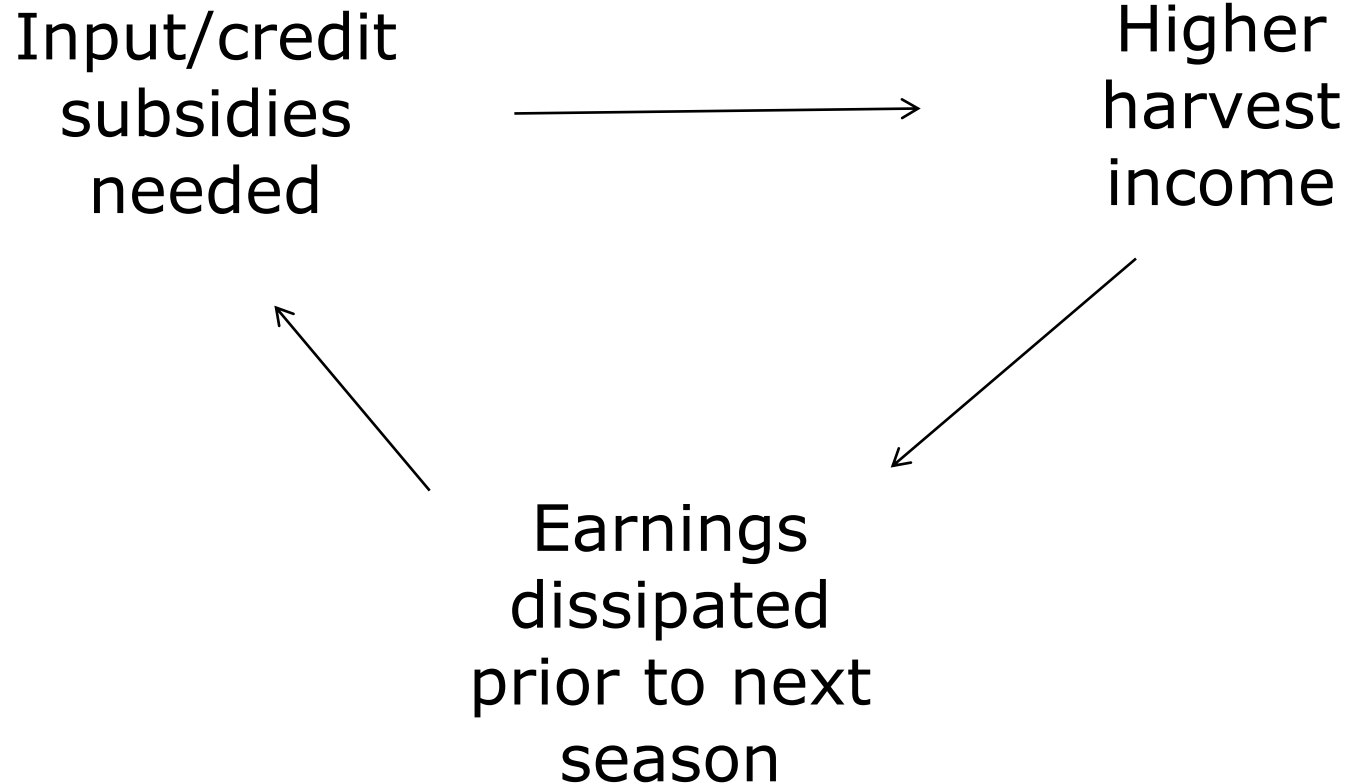 Input/credit
subsidies
needed
Higher
harvest
income
Earnings
dissipated
prior to next
season